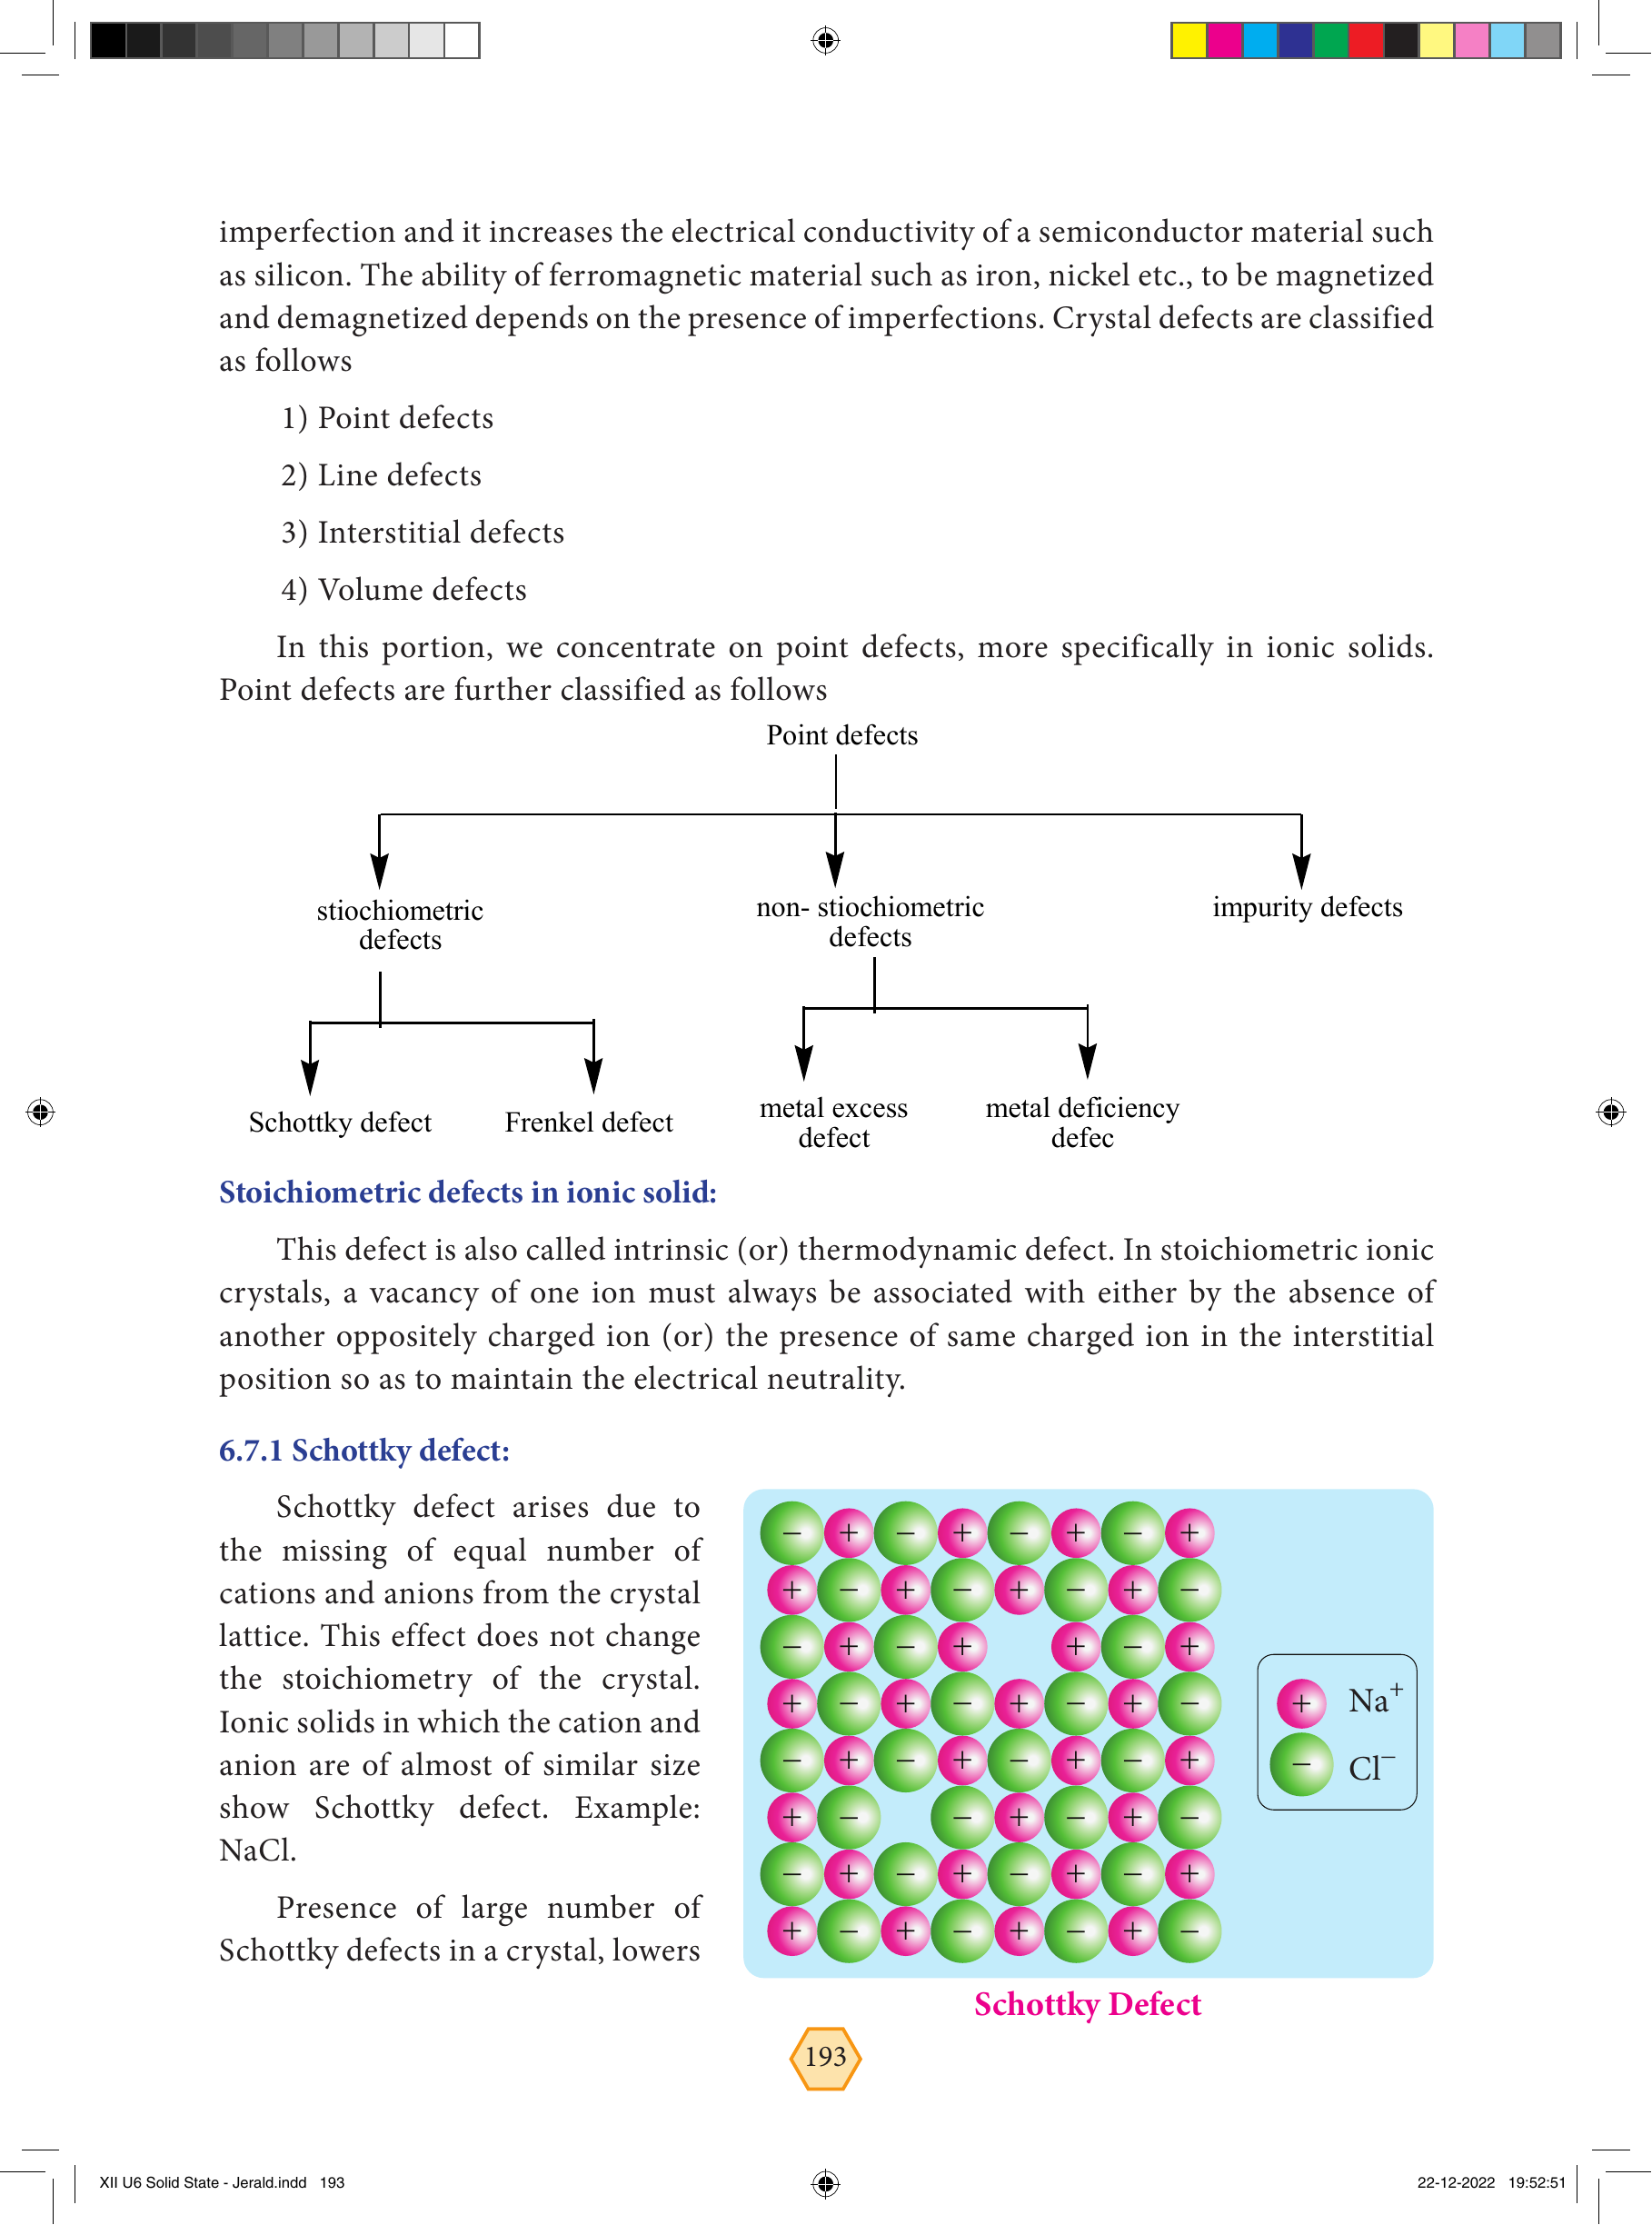 imperfection and it increases the electrical conductivity of a semiconductor material such
as silicon. The ability of ferromagnetic material such as iron, nickel etc., to be magnetized
and demagnetized depends on the presence of imperfections. Crystal defects are classified
as follows
1) Point defects
2) Line defects
3) Interstitial defects
4) Volume defects
In this portion, we concentrate on point defects, more specifically in ionic solids.
Point defects are further classified as follows
Point defects
stiochiometric
defects
non- stiochiometric
defects
impurity defects
Schottky defect
Frenkel defect
metal excess
defect
metal deficiency
defec
Stoichiometric defects in ionic solid:
This defect is also called intrinsic (or) thermodynamic defect. In stoichiometric ionic
crystals, a vacancy of one ion must always be associated with either by the absence of
another oppositely charged ion (or) the presence of same charged ion in the interstitial
position so as to maintain the electrical neutrality.
6.7.1 Schottky defect:
Schottky defect arises due to
the missing of equal number of
cations and anions from the crystal
lattice. This effect does not change
the stoichiometry of the crystal.
Ionic solids in which the cation and
anion are of almost of similar size
show Schottky defect. Example:
NaCl.
Presence of large number of
Schottky defects in a crystal, lowers
− + − + − + − +
+ − + − + − + −
− + − + + − +
+ − + − + − + −
− + − + − + − +
+ − − + − + −
− + − + − + − +
+ − + − + − + −
+ Na⁺
− Cl⁻
Schottky Defect
193
XII U6 Solid State - Jerald.indd 193
22-12-2022 19:52:51